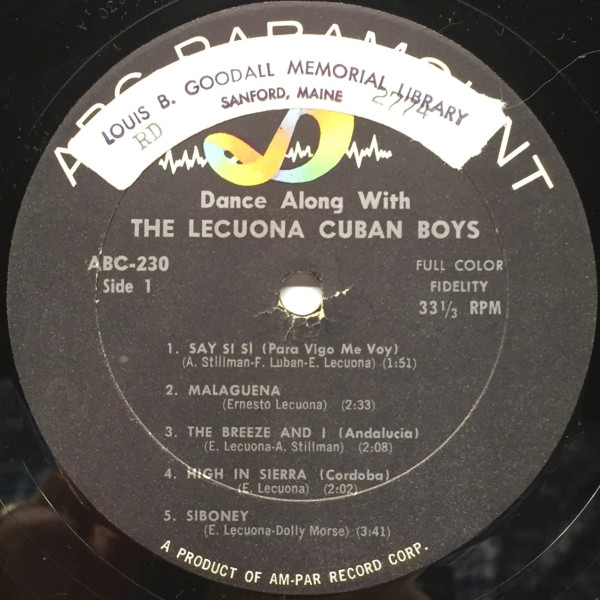 ABC-PARAMOUNT
LOUIS B. GOODALL MEMORIAL LIBRARY
SANFORD, MAINE
2774
RD
Dance Along With
THE LECUONA CUBAN BOYS
ABC-230
Side 1
FULL COLOR
FIDELITY
33 1/3 RPM
1. SAY SI SI (Para Vigo Me Voy)
(A. Stillman-F. Luban-E. Lecuona) (1:51)
2. MALAGUENA
(Ernesto Lecuona) (2:33)
3. THE BREEZE AND I (Andalucia)
(E. Lecuona-A. Stillman) (2:08)
4. HIGH IN SIERRA (Cordoba)
(E. Lecuona) (2:02)
5. SIBONEY
(E. Lecuona-Dolly Morse) (3:41)
A PRODUCT OF AM-PAR RECORD CORP.